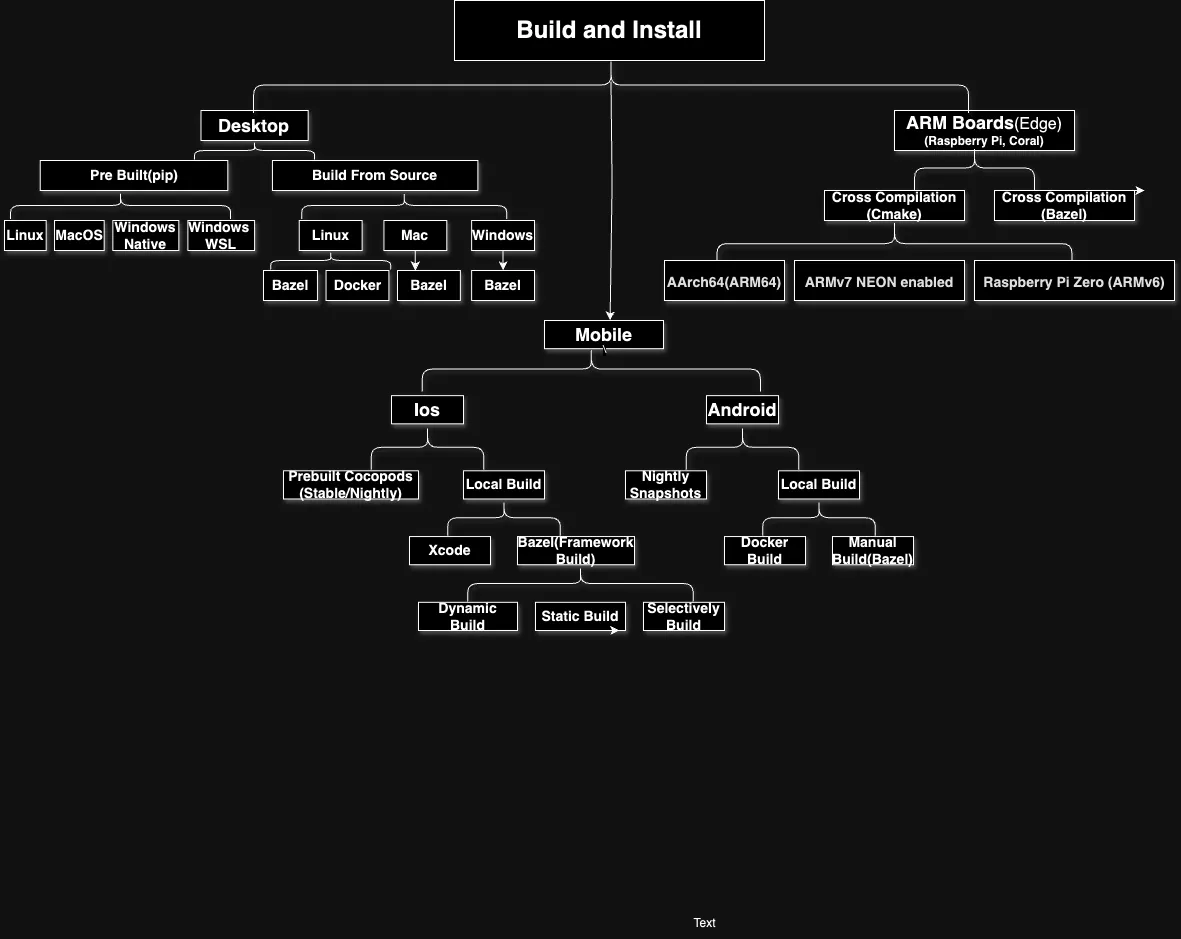 Build and Install
Desktop
ARM Boards(Edge)
(Raspberry Pi, Coral)
Pre Built(pip)
Build From Source
Cross Compilation
(Cmake)
Cross Compilation
(Bazel)
Linux
MacOS
Windows
Native
Windows
WSL
Linux
Mac
Windows
Bazel
Docker
Bazel
Bazel
AArch64(ARM64)
ARMv7 NEON enabled
Raspberry Pi Zero (ARMv6)
Mobile
Ios
Android
Prebuilt Cocopods
(Stable/Nightly)
Local Build
Nightly
Snapshots
Local Build
Xcode
Bazel(Framework
Build)
Docker
Build
Manual
Build(Bazel)
Dynamic
Build
Static Build
Selectively
Build
Text